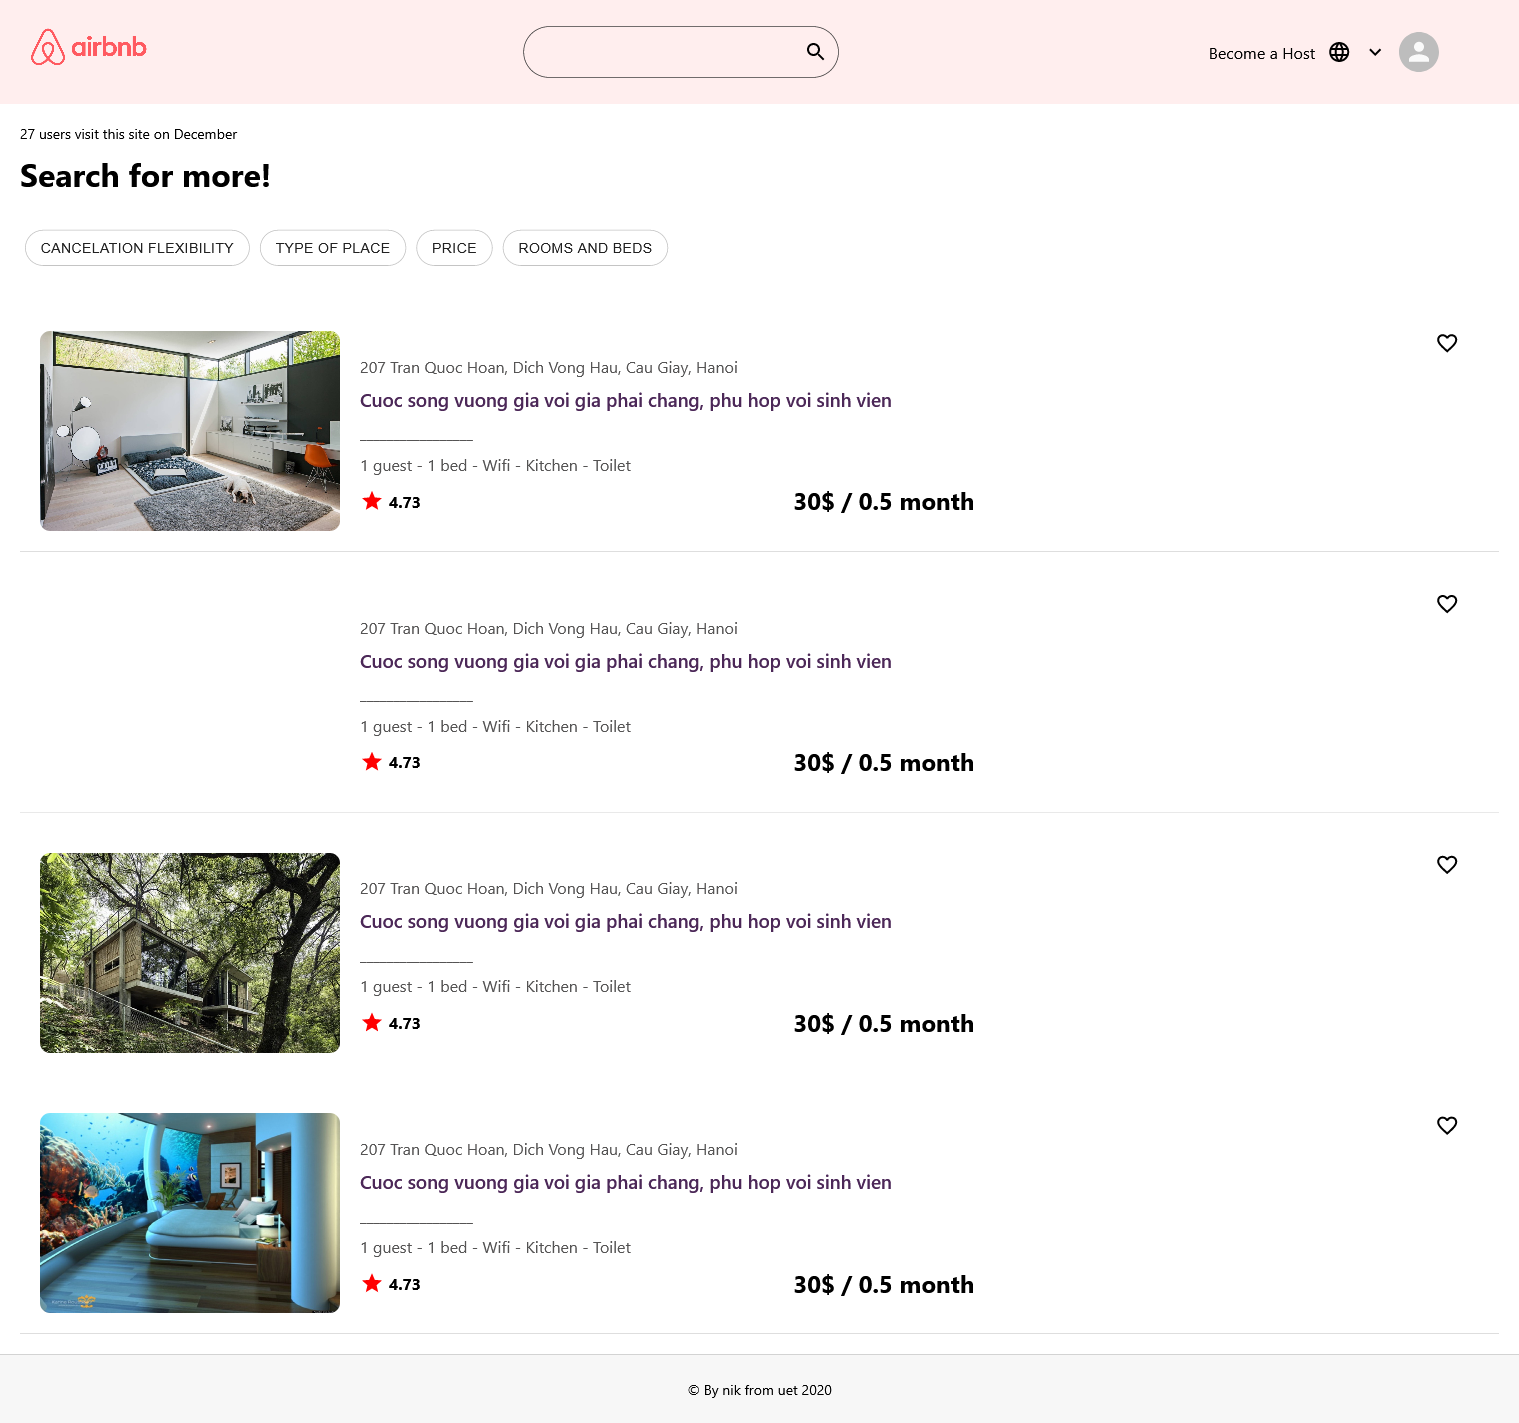 airbnb
Become a Host
27 users visit this site on December
Search for more!
CANCELATION FLEXIBILITY
TYPE OF PLACE
PRICE
ROOMS AND BEDS
207 Tran Quoc Hoan, Dich Vong Hau, Cau Giay, Hanoi
Cuoc song vuong gia voi gia phai chang, phu hop voi sinh vien
1 guest - 1 bed - Wifi - Kitchen - Toilet
4.73
30$ / 0.5 month
207 Tran Quoc Hoan, Dich Vong Hau, Cau Giay, Hanoi
Cuoc song vuong gia voi gia phai chang, phu hop voi sinh vien
1 guest - 1 bed - Wifi - Kitchen - Toilet
4.73
30$ / 0.5 month
207 Tran Quoc Hoan, Dich Vong Hau, Cau Giay, Hanoi
Cuoc song vuong gia voi gia phai chang, phu hop voi sinh vien
1 guest - 1 bed - Wifi - Kitchen - Toilet
4.73
30$ / 0.5 month
207 Tran Quoc Hoan, Dich Vong Hau, Cau Giay, Hanoi
Cuoc song vuong gia voi gia phai chang, phu hop voi sinh vien
1 guest - 1 bed - Wifi - Kitchen - Toilet
4.73
30$ / 0.5 month
© By nik from uet 2020